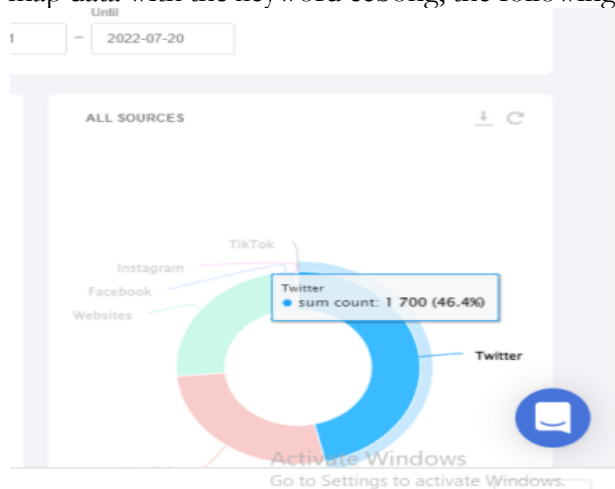 Until
1 – 2022-07-20
ALL SOURCES
TikTok
Instagram
Facebook
Websites
Twitter
sum count: 1 700 (46.4%)
Twitter
Activate Windows
Go to Settings to activate Windows.